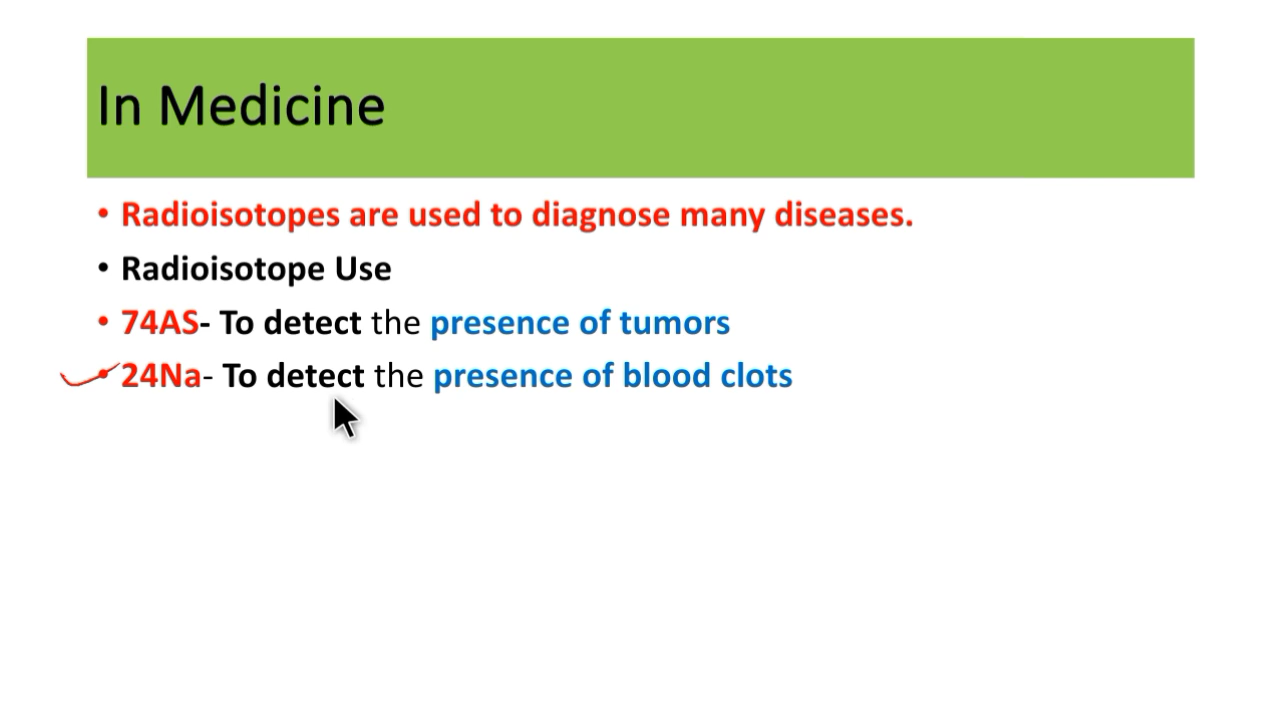 In Medicine
• Radioisotopes are used to diagnose many diseases.
• Radioisotope Use
• 74AS- To detect the presence of tumors
• 24Na- To detect the presence of blood clots